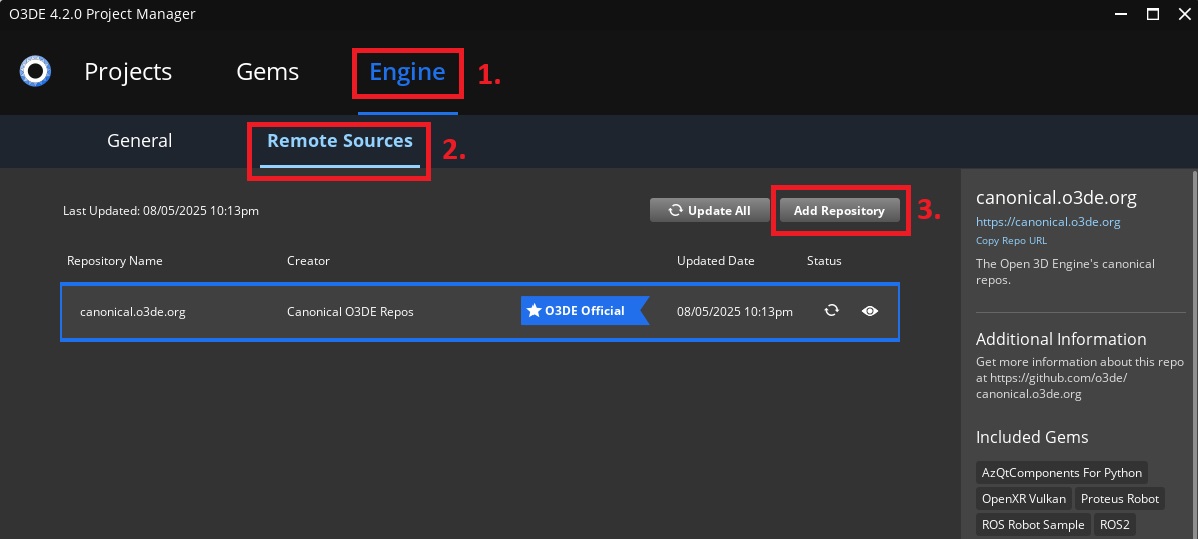 O3DE 4.2.0 Project Manager
Projects Gems Engine 1.
General Remote Sources 2.
Last Updated: 08/05/2025 10:13pm Update All Add Repository 3.
Repository Name Creator Updated Date Status
canonical.o3de.org Canonical O3DE Repos O3DE Official 08/05/2025 10:13pm
canonical.o3de.org
https://canonical.o3de.org
Copy Repo URL
The Open 3D Engine's canonical
repos.
Additional Information
Get more information about this repo
at https://github.com/o3de/
canonical.o3de.org
Included Gems
AzQtComponents For Python
OpenXR Vulkan Proteus Robot
ROS Robot Sample ROS2